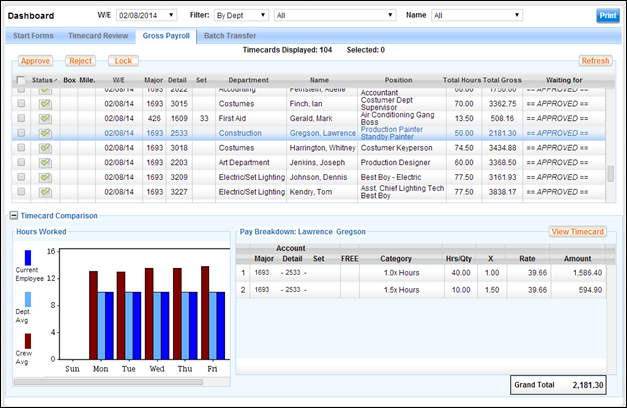 Dashboard W/E 02/08/2014 Filter: By Dept All Name All Print
Start Forms Timecard Review Gross Payroll Batch Transfer
Timecards Displayed: 104 Selected: 0
Approve Reject Lock Refresh
Status Box Mile. W/E Major Detail Set Department Name Position Total Hours Total Gross Waiting for
02/08/14 1693 2022 Accounting Accountant 60.00 1750.00 == APPROVED ==
02/08/14 1693 3015 Costumes Finch, Ian Costumer Dept Supervisor 70.00 3362.75 == APPROVED ==
02/08/14 426 1609 33 First Aid Gerald, Mark Air Conditioning Gang Boss 13.50 508.16 == APPROVED ==
02/08/14 1693 2533 Construction Gregson, Lawrence Production Painter Standby Painter 50.00 2181.30 == APPROVED ==
02/08/14 1693 3018 Costumes Harrington, Whitney Costumer Keyperson 74.50 3434.88 == APPROVED ==
02/08/14 1693 2203 Art Department Jenkins, Joseph Production Designer 60.00 3368.50 == APPROVED ==
02/08/14 1693 3209 Electric/Set Lighting Dennis, John Best Boy - Electric 77.50 3161.93 == APPROVED ==
02/08/14 1693 3227 Electric/Set Lighting Kendry, Tom Asst. Chief Lighting Tech Best Boy 77.50 3838.17 == APPROVED ==
Timecard Comparison
Hours Worked
Current Employee
Dept. Avg
Crew Avg
16
12
8
4
0
Sun Mon Tue Wed Thu Fri
Pay Breakdown: Lawrence Gregson View Timecard
Account
Major Detail Set FREE Category Hrs/Qty X Rate Amount
1 1693 - 2533 - 1.0x Hours 40.00 1.00 39.66 1,586.40
2 1693 - 2533 - 1.5x Hours 10.00 1.50 39.66 594.90
Grand Total 2,181.30